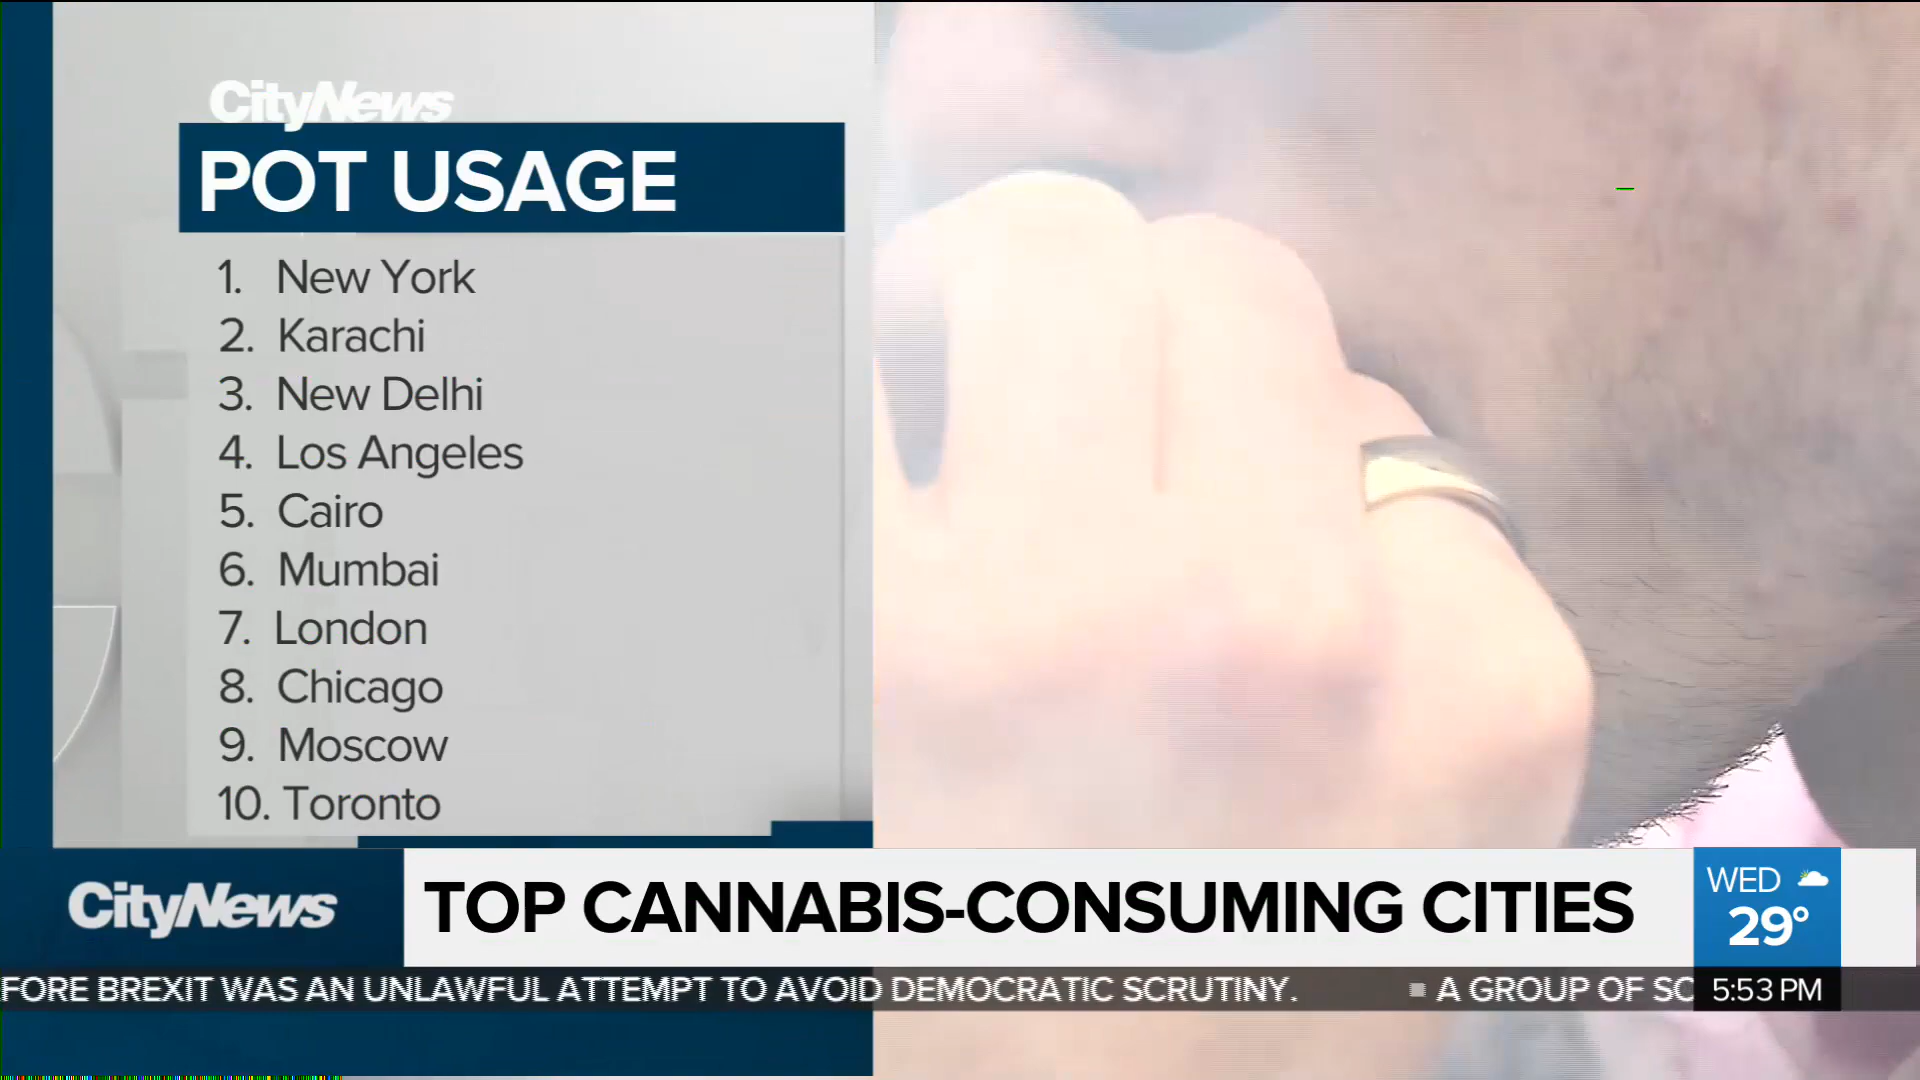 CityNews
POT USAGE
1. New York
2. Karachi
3. New Delhi
4. Los Angeles
5. Cairo
6. Mumbai
7. London
8. Chicago
9. Moscow
10. Toronto
CityNews
TOP CANNABIS-CONSUMING CITIES
WED
29°
FORE BREXIT WAS AN UNLAWFUL ATTEMPT TO AVOID DEMOCRATIC SCRUTINY. ■ A GROUP OF SC
5:53 PM